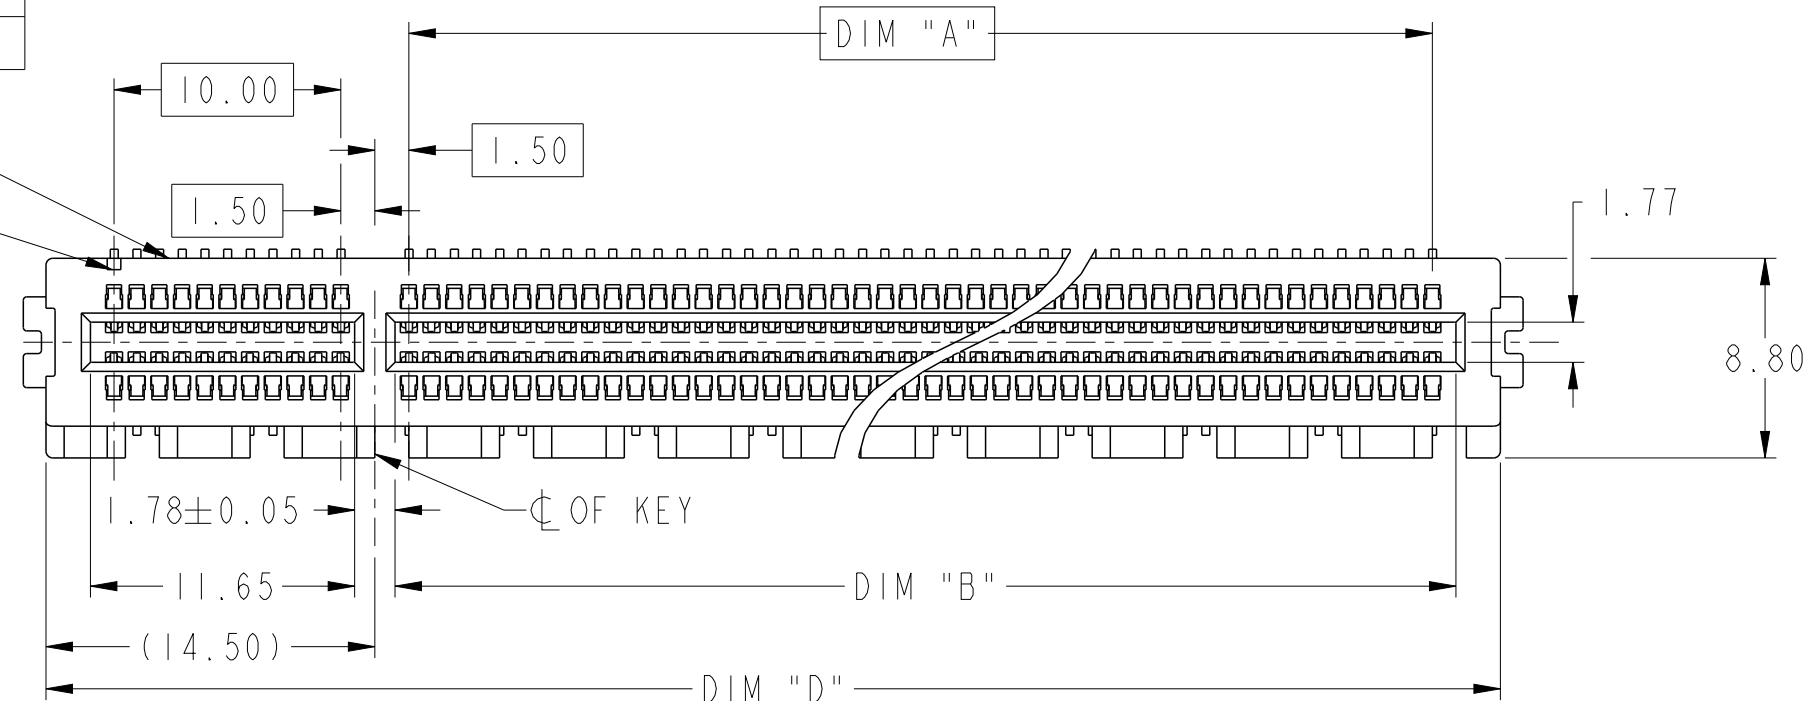 DIM "A"
10.00
1.50
1.50
1.77
8.80
1.78±0.05
℄ OF KEY
11.65
DIM "B"
(14.50)
DIM "D"